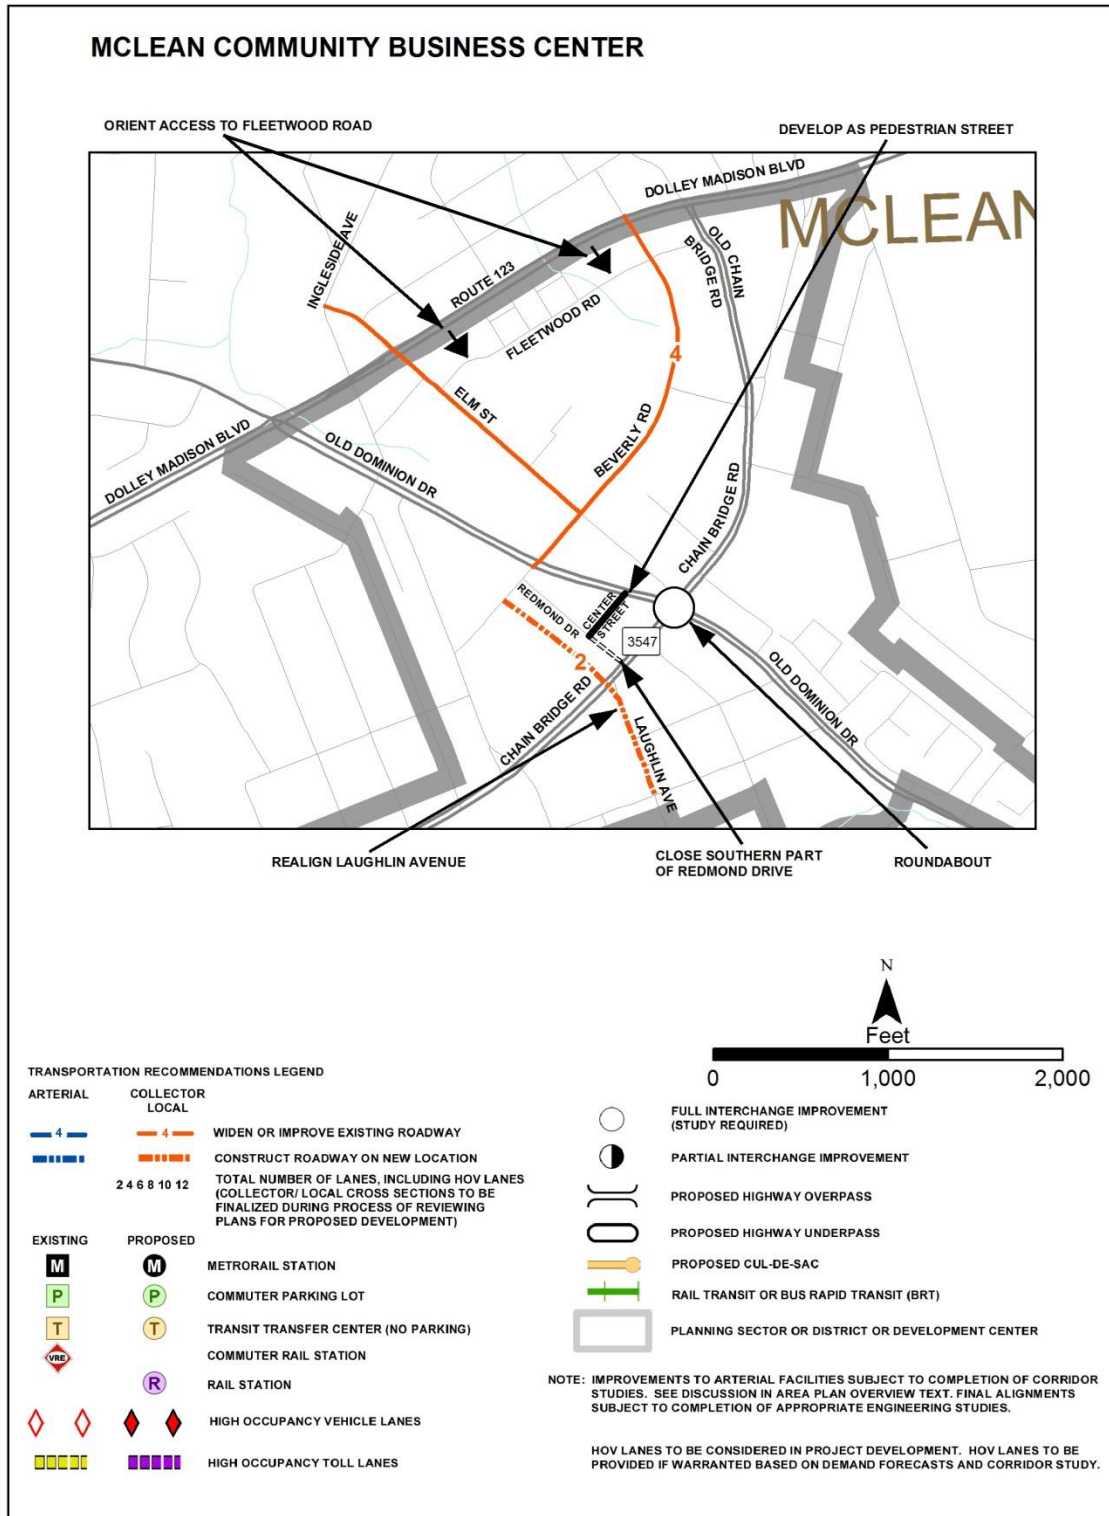 MCLEAN COMMUNITY BUSINESS CENTER
ORIENT ACCESS TO FLEETWOOD ROAD
DEVELOP AS PEDESTRIAN STREET
DOLLEY MADISON BLVD
MCLEAN
INGLESIDE AVE
ROUTE 123
OLD CHAIN
BRIDGE RD
FLEETWOOD RD
4
ELM ST
BEVERLY RD
DOLLEY MADISON BLVD
OLD DOMINION DR
CHAIN BRIDGE RD
REDMOND DR
CENTER
STREET
3547
2
OLD DOMINION DR
CHAIN BRIDGE RD
LAUGHLIN AVE
REALIGN LAUGHLIN AVENUE
CLOSE SOUTHERN PART
OF REDMOND DRIVE
ROUNDABOUT
N
Feet
0 1,000 2,000
TRANSPORTATION RECOMMENDATIONS LEGEND
ARTERIAL COLLECTOR
LOCAL
4 4 WIDEN OR IMPROVE EXISTING ROADWAY
CONSTRUCT ROADWAY ON NEW LOCATION
2 4 6 8 10 12 TOTAL NUMBER OF LANES, INCLUDING HOV LANES
(COLLECTOR/ LOCAL CROSS SECTIONS TO BE
FINALIZED DURING PROCESS OF REVIEWING
PLANS FOR PROPOSED DEVELOPMENT)
EXISTING PROPOSED
M M METRORAIL STATION
P P COMMUTER PARKING LOT
T T TRANSIT TRANSFER CENTER (NO PARKING)
VRE COMMUTER RAIL STATION
R RAIL STATION
HIGH OCCUPANCY VEHICLE LANES
HIGH OCCUPANCY TOLL LANES
FULL INTERCHANGE IMPROVEMENT
(STUDY REQUIRED)
PARTIAL INTERCHANGE IMPROVEMENT
PROPOSED HIGHWAY OVERPASS
PROPOSED HIGHWAY UNDERPASS
PROPOSED CUL-DE-SAC
RAIL TRANSIT OR BUS RAPID TRANSIT (BRT)
PLANNING SECTOR OR DISTRICT OR DEVELOPMENT CENTER
NOTE: IMPROVEMENTS TO ARTERIAL FACILITIES SUBJECT TO COMPLETION OF CORRIDOR
STUDIES. SEE DISCUSSION IN AREA PLAN OVERVIEW TEXT. FINAL ALIGNMENTS
SUBJECT TO COMPLETION OF APPROPRIATE ENGINEERING STUDIES.
HOV LANES TO BE CONSIDERED IN PROJECT DEVELOPMENT. HOV LANES TO BE
PROVIDED IF WARRANTED BASED ON DEMAND FORECASTS AND CORRIDOR STUDY.